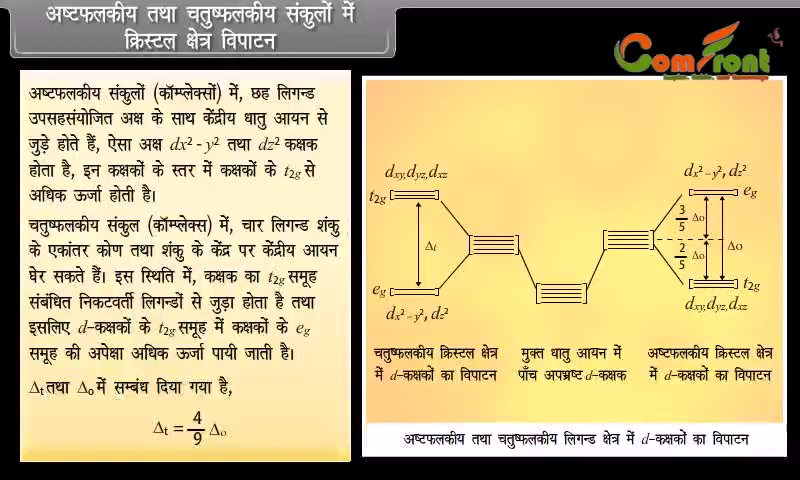 अष्टफलकीय तथा चतुष्फलकीय संकुलों में
क्रिस्टल क्षेत्र विपाटन
ComFront
अष्टफलकीय संकुलों (कॉम्प्लेक्सों) में, छह लिगन्ड
उपसहसंयोजित अक्ष के साथ केंद्रीय धातु आयन से
जुड़े होते हैं, ऐसा अक्ष dx² - y² तथा dz² कक्षक
होता है, इन कक्षकों के स्तर में कक्षकों के t₂g से
अधिक ऊर्जा होती है।
चतुष्फलकीय संकुल (कॉम्प्लेक्स) में, चार लिगन्ड शंकु
के एकांतर कोण तथा शंकु के केंद्र पर केंद्रीय आयन
घेर सकते हैं। इस स्थिति में, कक्षक का t₂g समूह
संबंधित निकटवर्ती लिगन्डों से जुड़ा होता है तथा
इसलिए d-कक्षकों के t₂g समूह में कक्षकों के eg
समूह की अपेक्षा अधिक ऊर्जा पायी जाती है।
Δt तथा Δo में सम्बंध दिया गया है,
Δt = 4/9 Δo
dxy,dyz,dxz
t₂g
Δt
eg
dx² - y², dz²
dx² - y², dz²
eg
3/5 Δo
2/5 Δo
Δo
t₂g
dxy,dyz,dxz
चतुष्फलकीय क्रिस्टल क्षेत्र
में d-कक्षकों का विपाटन
मुक्त धातु आयन में
पाँच अपभ्रष्ट d-कक्षक
अष्टफलकीय क्रिस्टल क्षेत्र
में d-कक्षकों का विपाटन
अष्टफलकीय तथा चतुष्फलकीय लिगन्ड क्षेत्र में d-कक्षकों का विपाटन